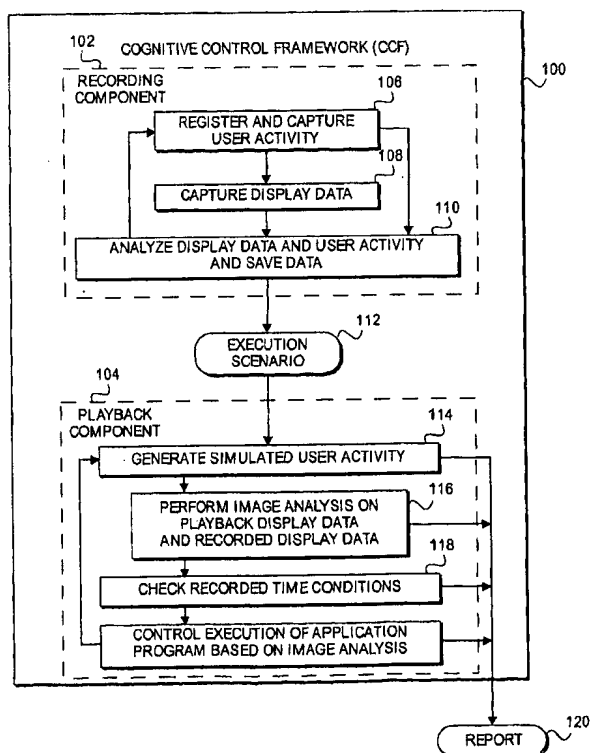 102
COGNITIVE CONTROL FRAMEWORK (CCF)
100
RECORDING
COMPONENT
106
REGISTER AND CAPTURE
USER ACTIVITY
108
CAPTURE DISPLAY DATA
110
ANALYZE DISPLAY DATA AND USER ACTIVITY
AND SAVE DATA
112
EXECUTION
SCENARIO
104
PLAYBACK
COMPONENT
114
GENERATE SIMULATED USER ACTIVITY
116
PERFORM IMAGE ANALYSIS ON
PLAYBACK DISPLAY DATA
AND RECORDED DISPLAY DATA
118
CHECK RECORDED TIME CONDITIONS
CONTROL EXECUTION OF APPLICATION
PROGRAM BASED ON IMAGE ANALYSIS
120
REPORT